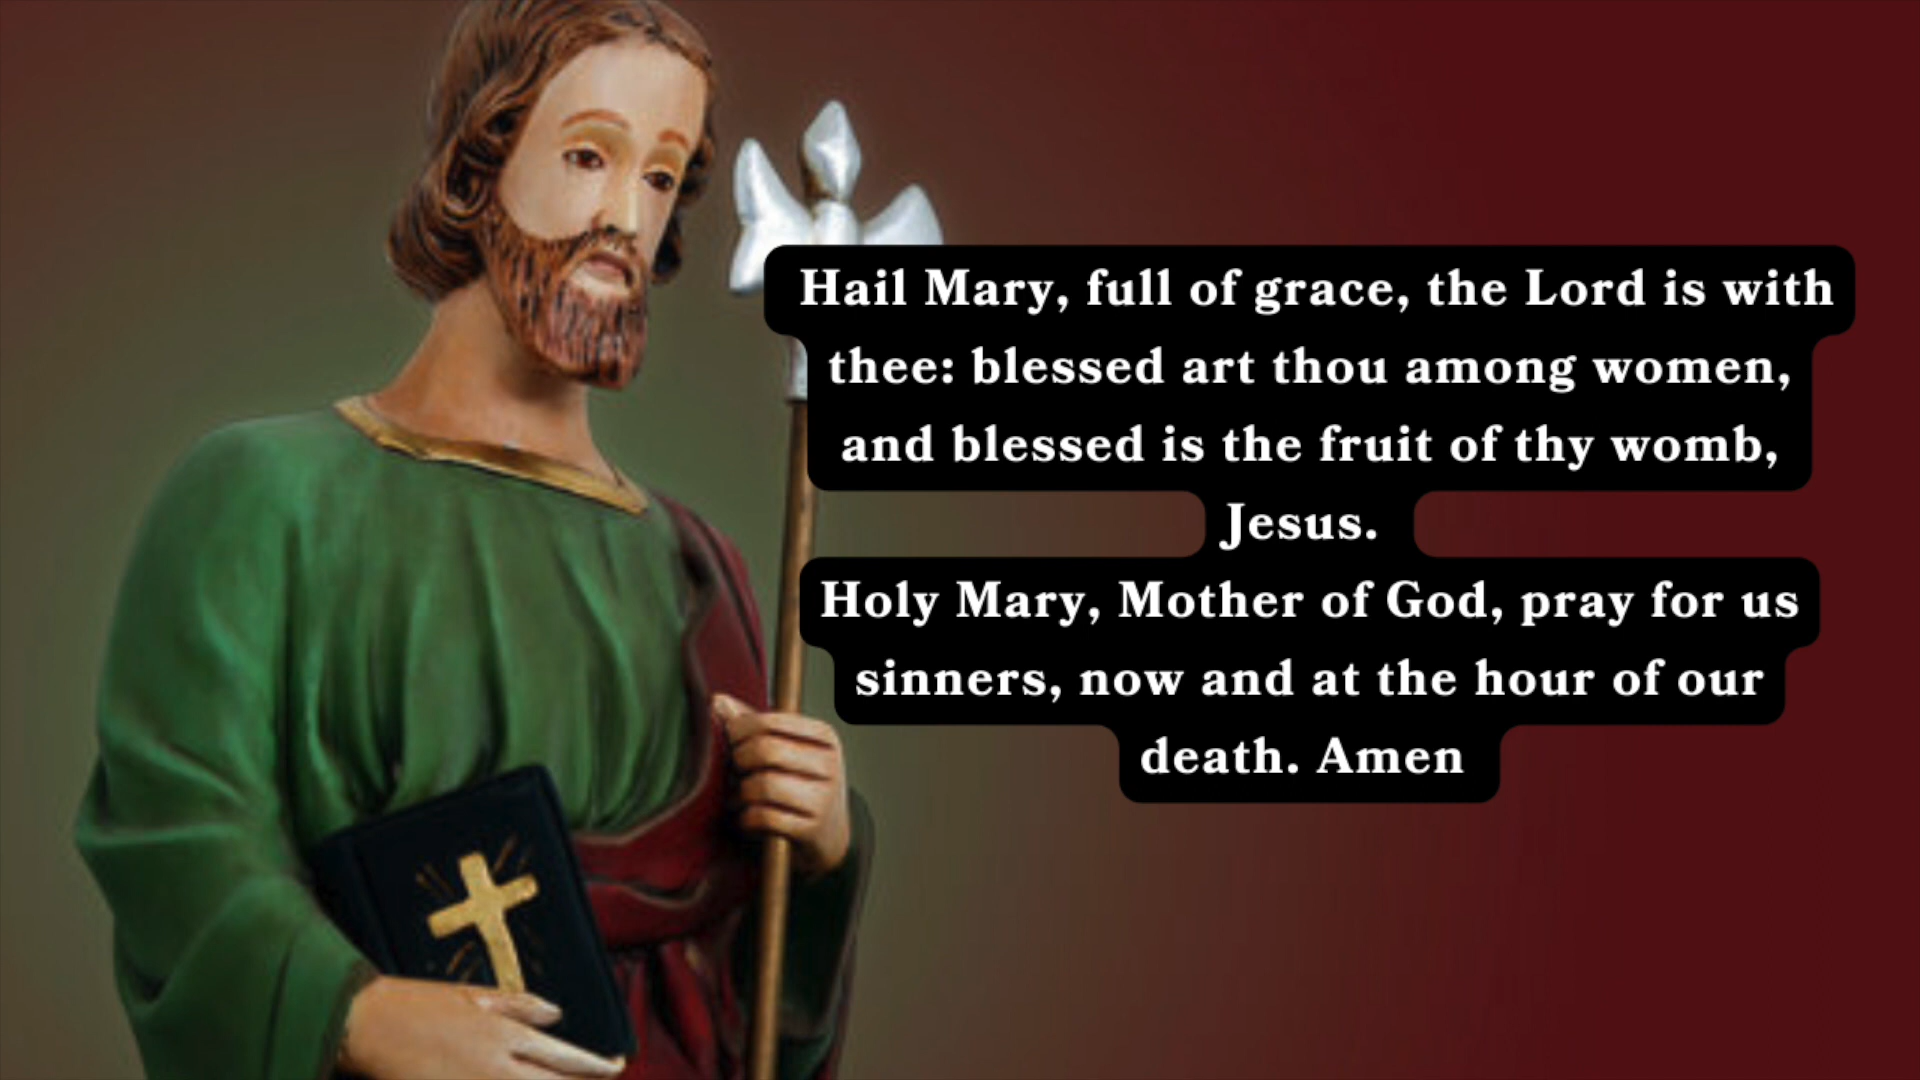 Hail Mary, full of grace, the Lord is with
thee: blessed art thou among women,
and blessed is the fruit of thy womb,
Jesus.
Holy Mary, Mother of God, pray for us
sinners, now and at the hour of our
death. Amen